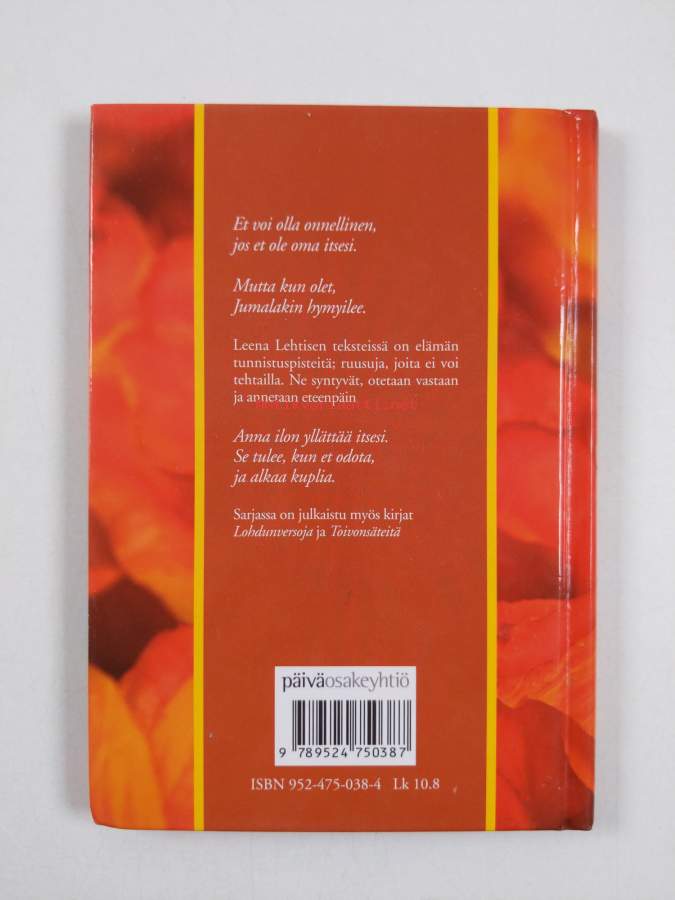 Et voi olla onnellinen,
jos et ole oma itsesi.
Mutta kun olet,
Jumalakin hymyilee.
Leena Lehtisen teksteissä on elämän
tunnistuspisteitä; ruusuja, joita ei voi
tehtailla. Ne syntyvät, otetaan vastaan
ja annetaan eteenpäin
Anna ilon yllättää itsesi.
Se tulee, kun et odota,
ja alkaa kuplia.
Sarjassa on julkaistu myös kirjat
Lohdunversoja ja Toivonsäteitä
päiväosakeyhtiö
9 789524 750387
ISBN 952-475-038-4 Lk 10.8